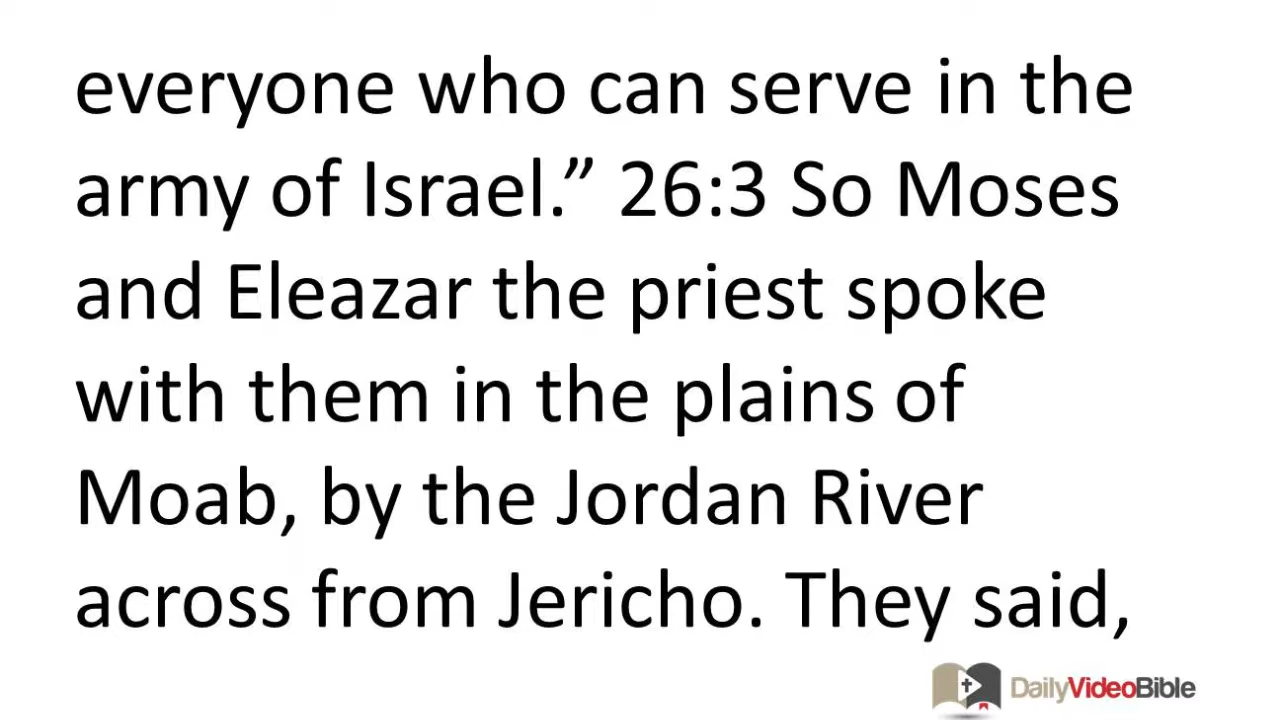 everyone who can serve in the
army of Israel.” 26:3 So Moses
and Eleazar the priest spoke
with them in the plains of
Moab, by the Jordan River
across from Jericho. They said,
DailyVideoBible